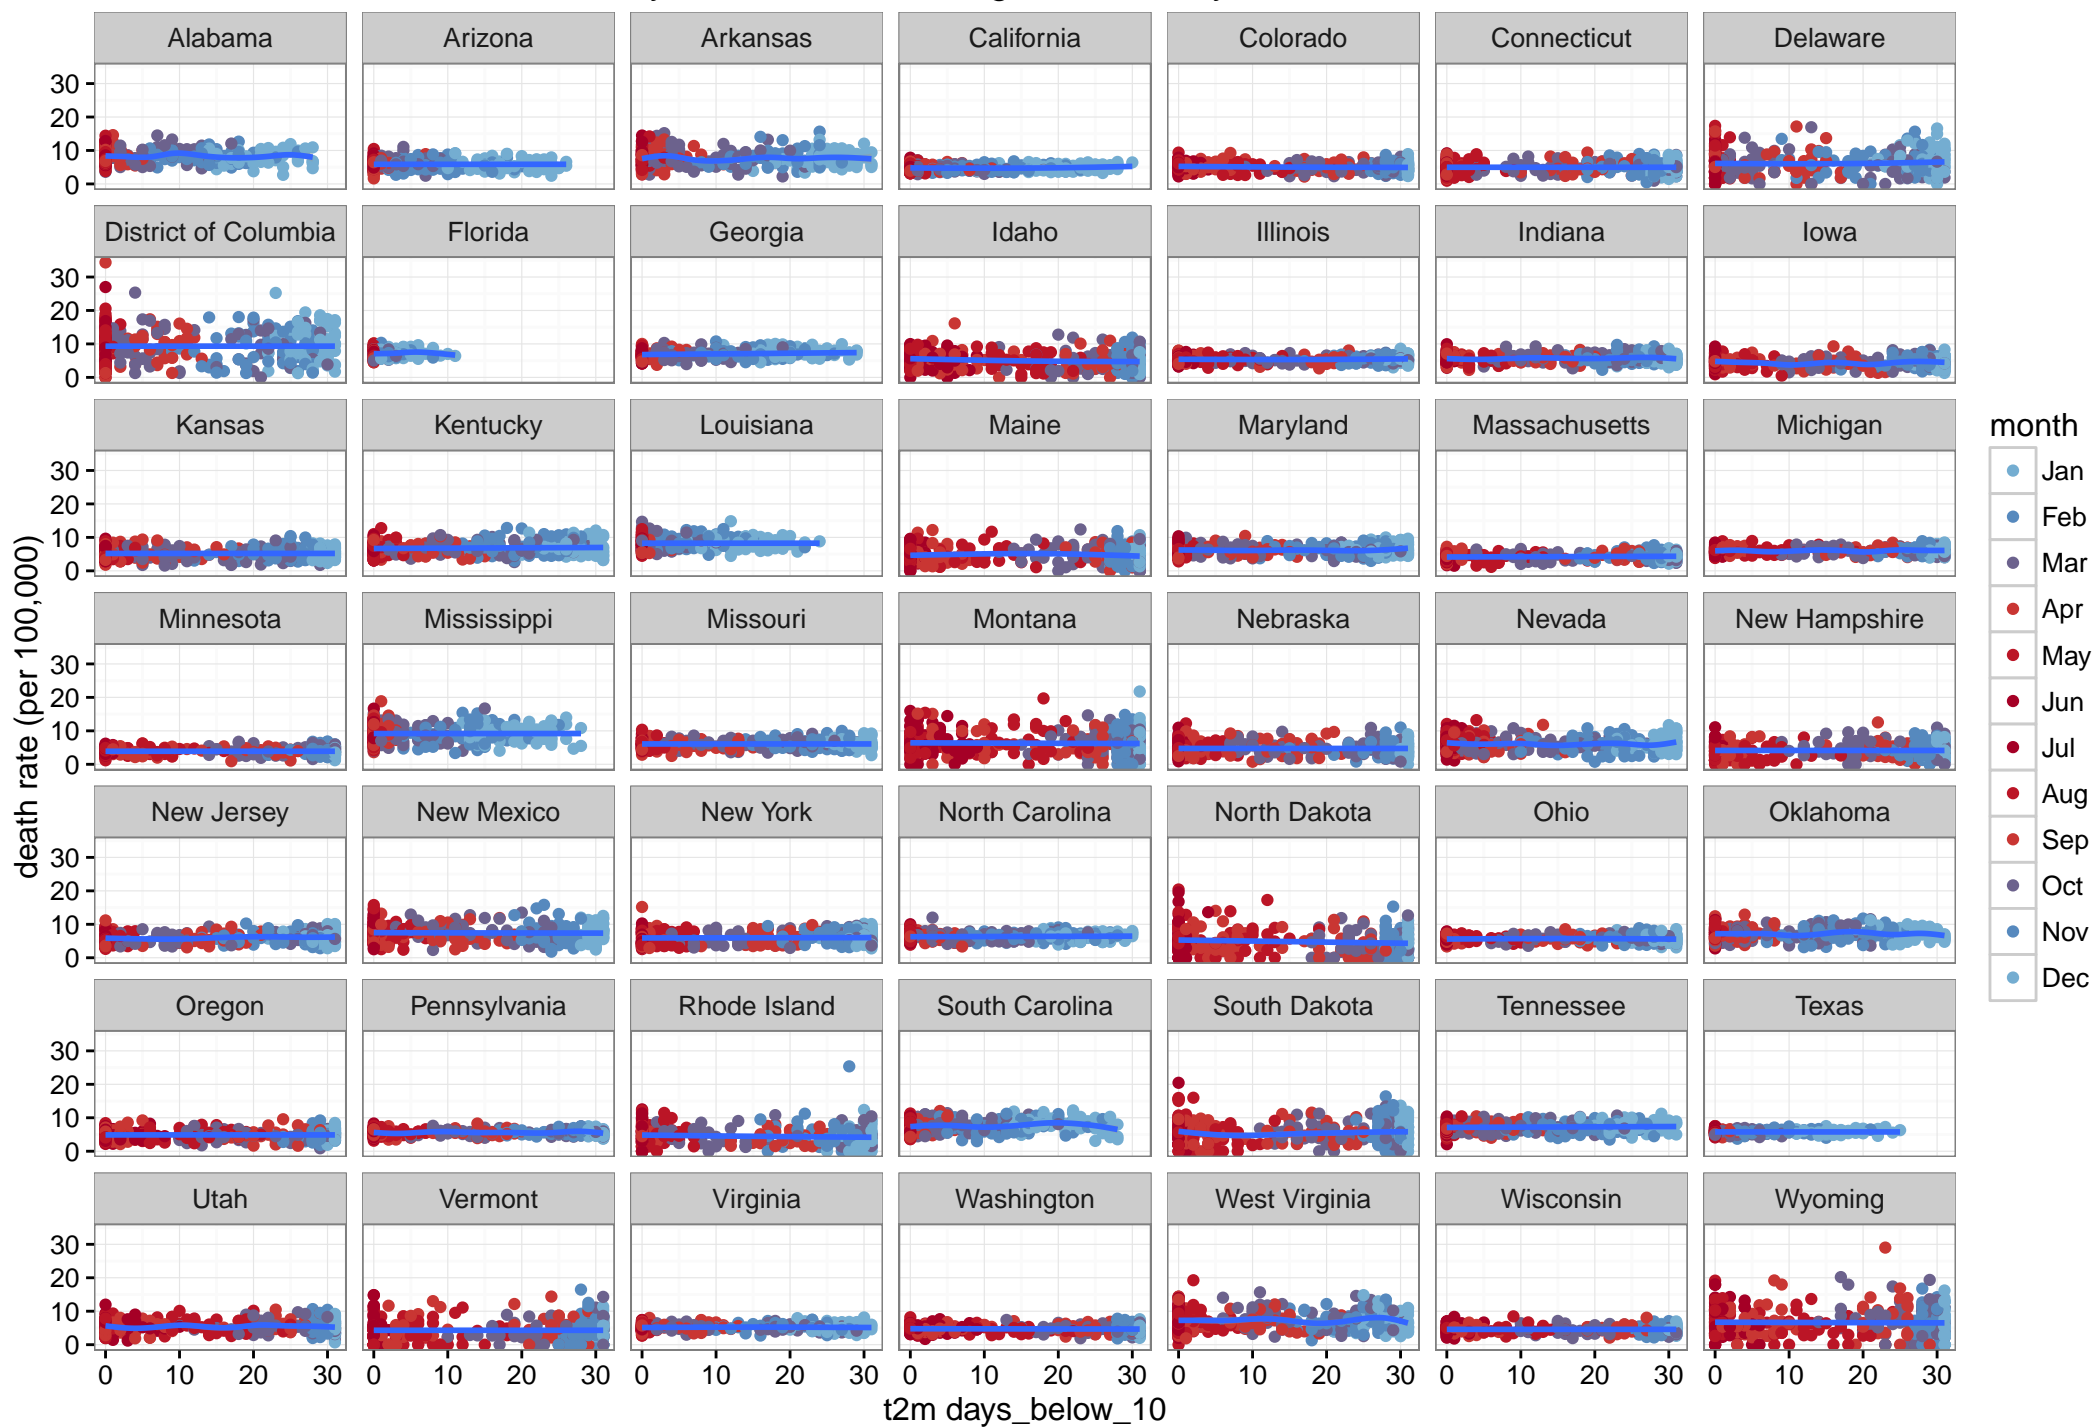 Alabama Arizona Arkansas California Colorado Connecticut Delaware
30
20
10
0
District of Columbia Florida Georgia Idaho Illinois Indiana Iowa
30
20
10
0
Kansas Kentucky Louisiana Maine Maryland Massachusetts Michigan
30
20
10
0
Minnesota Mississippi Missouri Montana Nebraska Nevada New Hampshire
30
20
10
0
New Jersey New Mexico New York North Carolina North Dakota Ohio Oklahoma
30
20
10
0
Oregon Pennsylvania Rhode Island South Carolina South Dakota Tennessee Texas
30
20
10
0
Utah Vermont Virginia Washington West Virginia Wisconsin Wyoming
30
20
10
0
0 10 20 30 0 10 20 30 0 10 20 30 0 10 20 30 0 10 20 30 0 10 20 30 0 10 20 30
t2m days_below_10
death rate (per 100,000)
month
Jan
Feb
Mar
Apr
May
Jun
Jul
Aug
Sep
Oct
Nov
Dec